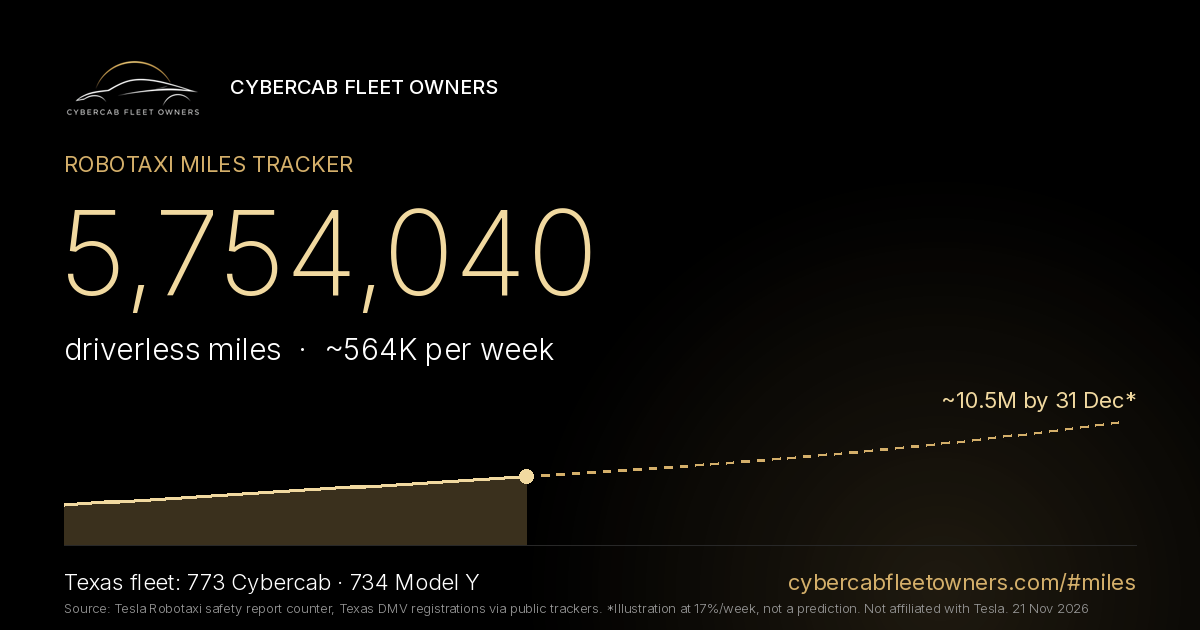 CYBERCAB FLEET OWNERS
CYBERCAB FLEET OWNERS
ROBOTAXI MILES TRACKER
5,754,040
driverless miles · ~564K per week
~10.5M by 31 Dec*
Texas fleet: 773 Cybercab · 734 Model Y
cybercabfleetowners.com/#miles
Source: Tesla Robotaxi safety report counter, Texas DMV registrations via public trackers. *Illustration at 17%/week, not a prediction. Not affiliated with Tesla. 21 Nov 2026